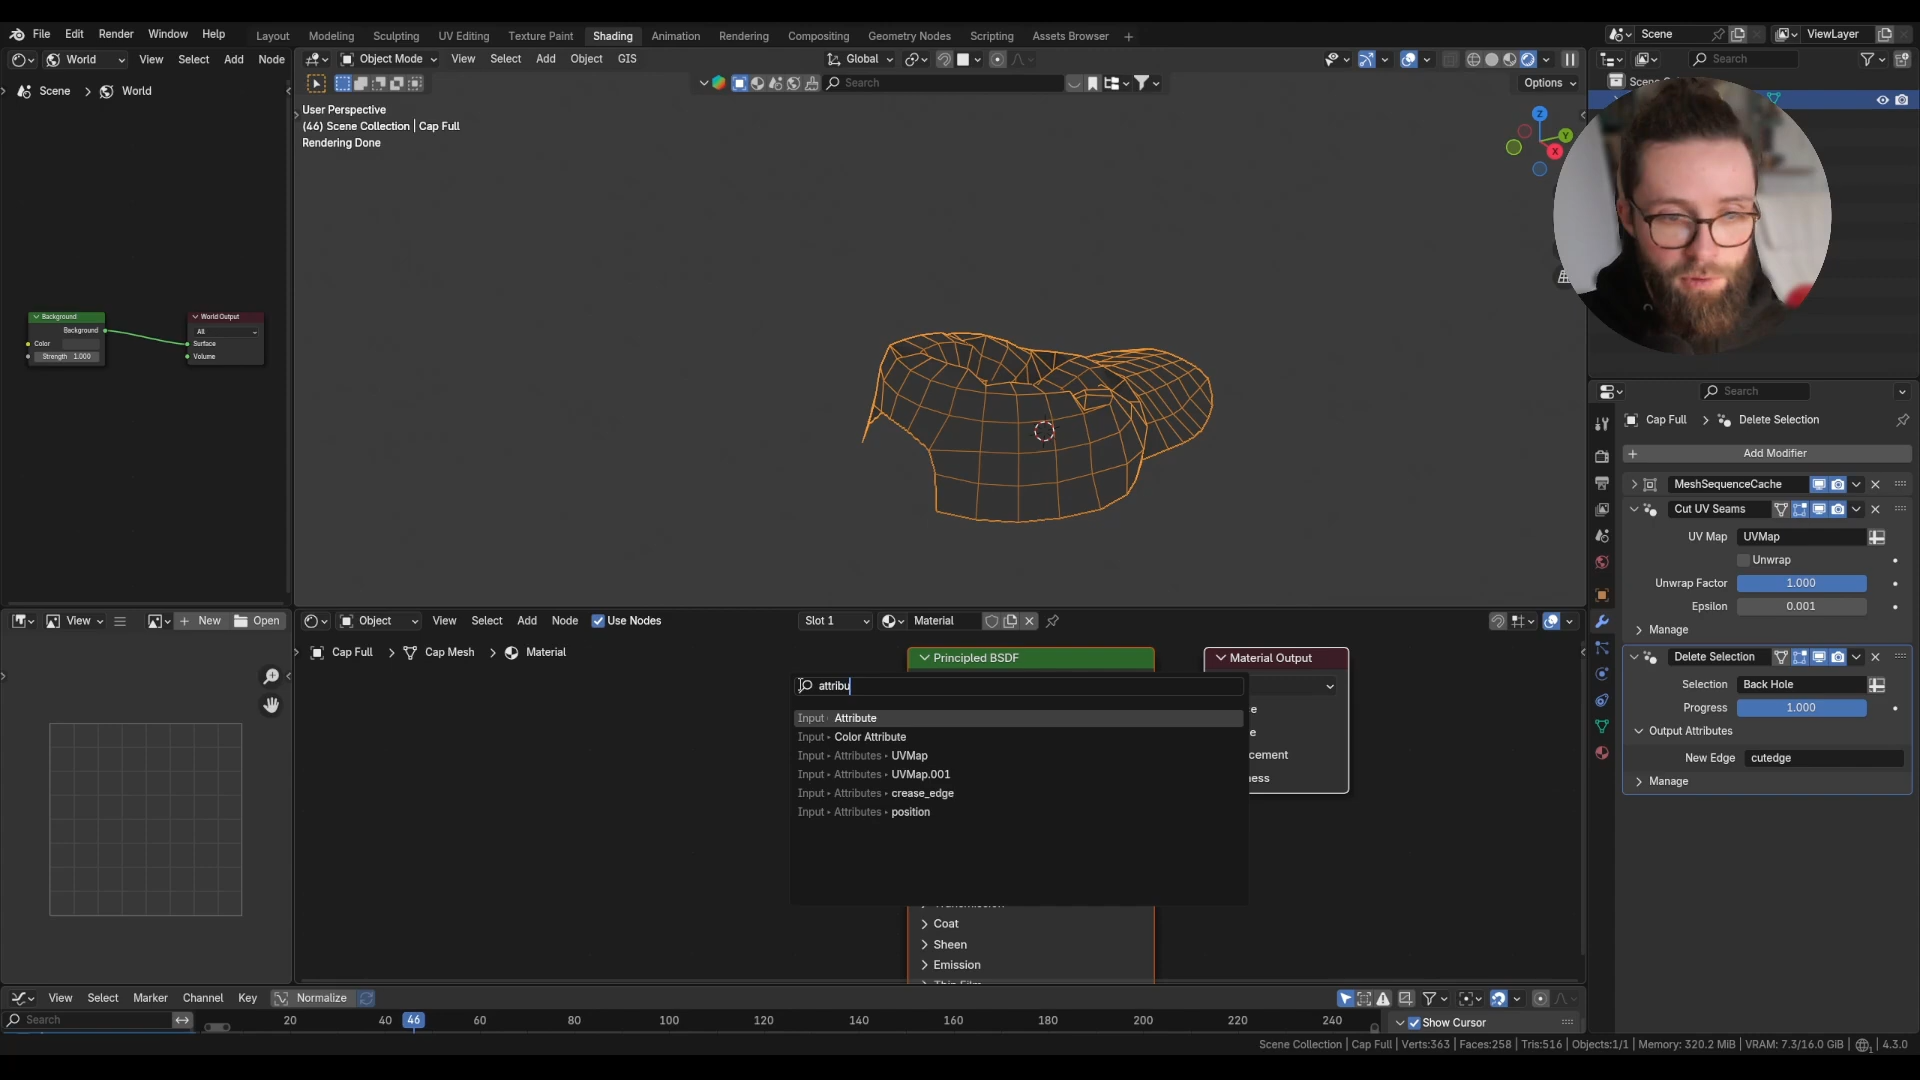 File Edit Render Window Help
Layout Modeling Sculpting UV Editing Texture Paint Shading Animation Rendering Compositing Geometry Nodes Scripting Assets Browser +
Scene
ViewLayer
World View Select Add Node
Object Mode View Select Add Object GIS
Global
Search
Search
Options
Scene > World
User Perspective
(46) Scene Collection | Cap Full
Rendering Done
Z
Y
X
Background
Background
Color
Strength 1.000
World Output
All
Surface
Volume
Search
Cap Full > Delete Selection
Add Modifier
MeshSequenceCache
Cut UV Seams
UV Map UVMap
Unwrap
Unwrap Factor 1.000
Epsilon 0.001
Manage
Delete Selection
Selection Back Hole
Progress 1.000
Output Attributes
New Edge cutedge
Manage
View
New Open
Object View Select Add Node Use Nodes
Slot 1
Material
Cap Full > Cap Mesh > Material
Principled BSDF
Material Output
attribu
Input Attribute
Input Color Attribute
Input Attributes UVMap
Input Attributes UVMap.001
Input Attributes crease_edge
Input Attributes position
cement
ness
Coat
Sheen
Emission
View Select Marker Channel Key Normalize
Search
20 40 46 60 80 100 120 140 160 180 200 220 240
Show Cursor
Scene Collection | Cap Full | Verts:363 | Faces:258 | Tris:516 | Objects:1/1 | Memory: 320.2 MiB | VRAM: 7.3/16.0 GiB | 4.3.0